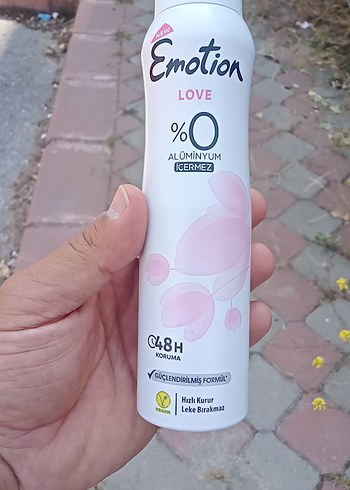 NEW
Emotion
LOVE
%0
ALÜMİNYUM
İÇERMEZ
48H
KORUMA
GÜÇLENDİRİLMİŞ FORMÜL*
Hızlı Kurur
Leke Bırakmaz
VEGAN